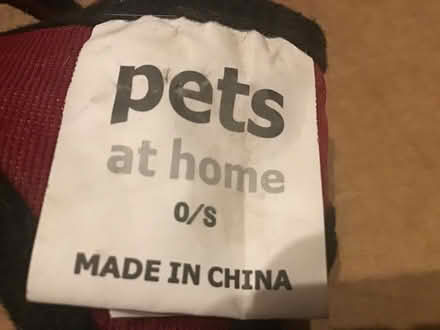 pets
at home
O/S
MADE IN CHINA